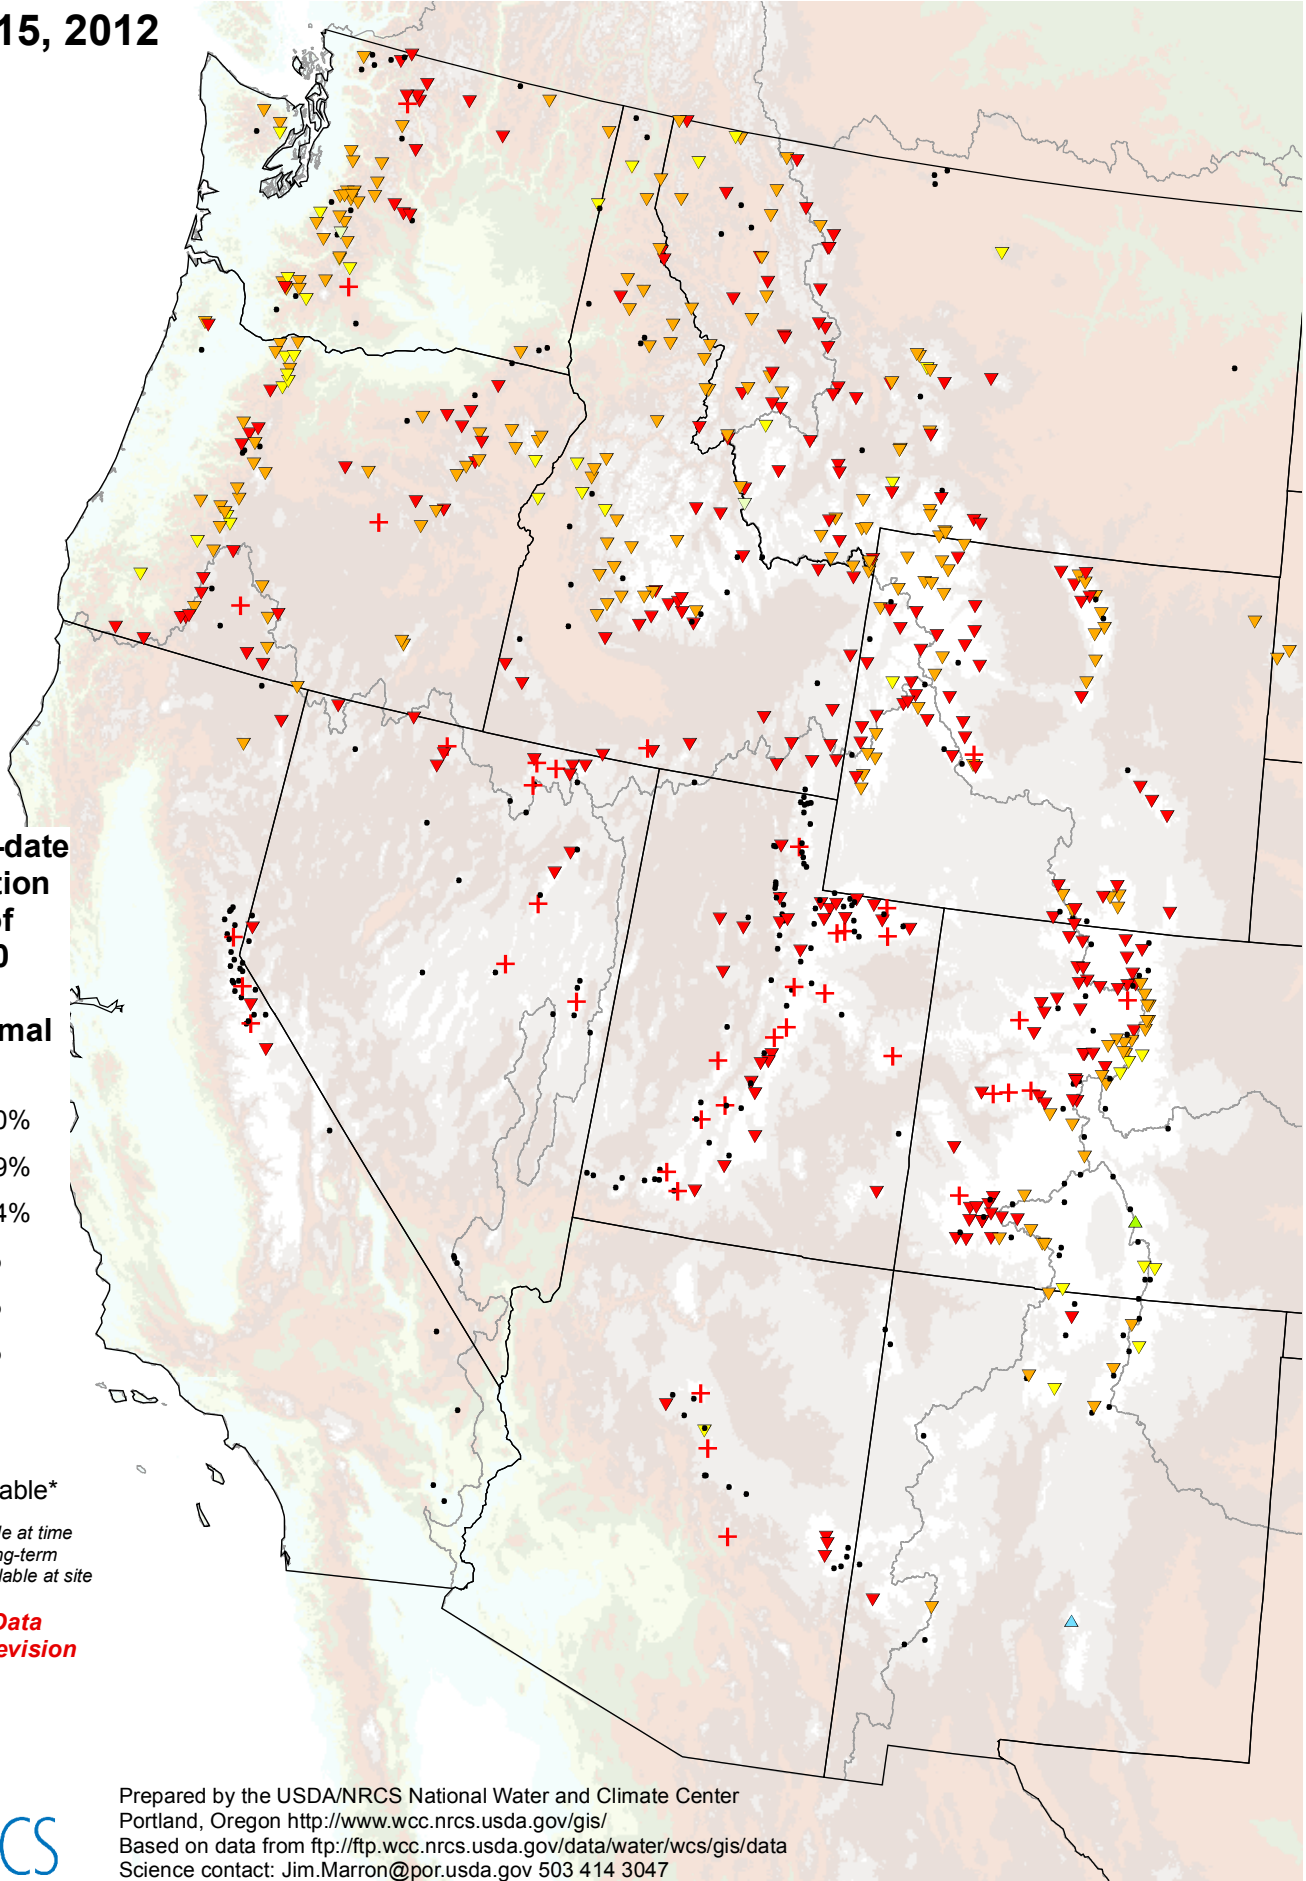 15, 2012
-date
tion
of
0
mal
0%
9%
4%
able*
le at time
ng-term
lable at site
Data
evision
CS
Prepared by the USDA/NRCS National Water and Climate Center
Portland, Oregon http://www.wcc.nrcs.usda.gov/gis/
Based on data from ftp://ftp.wcc.nrcs.usda.gov/data/water/wcs/gis/data
Science contact: Jim.Marron@por.usda.gov 503 414 3047